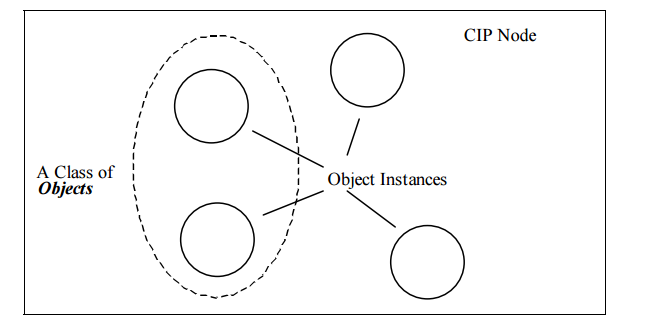 CIP Node
A Class of
Objects
Object Instances